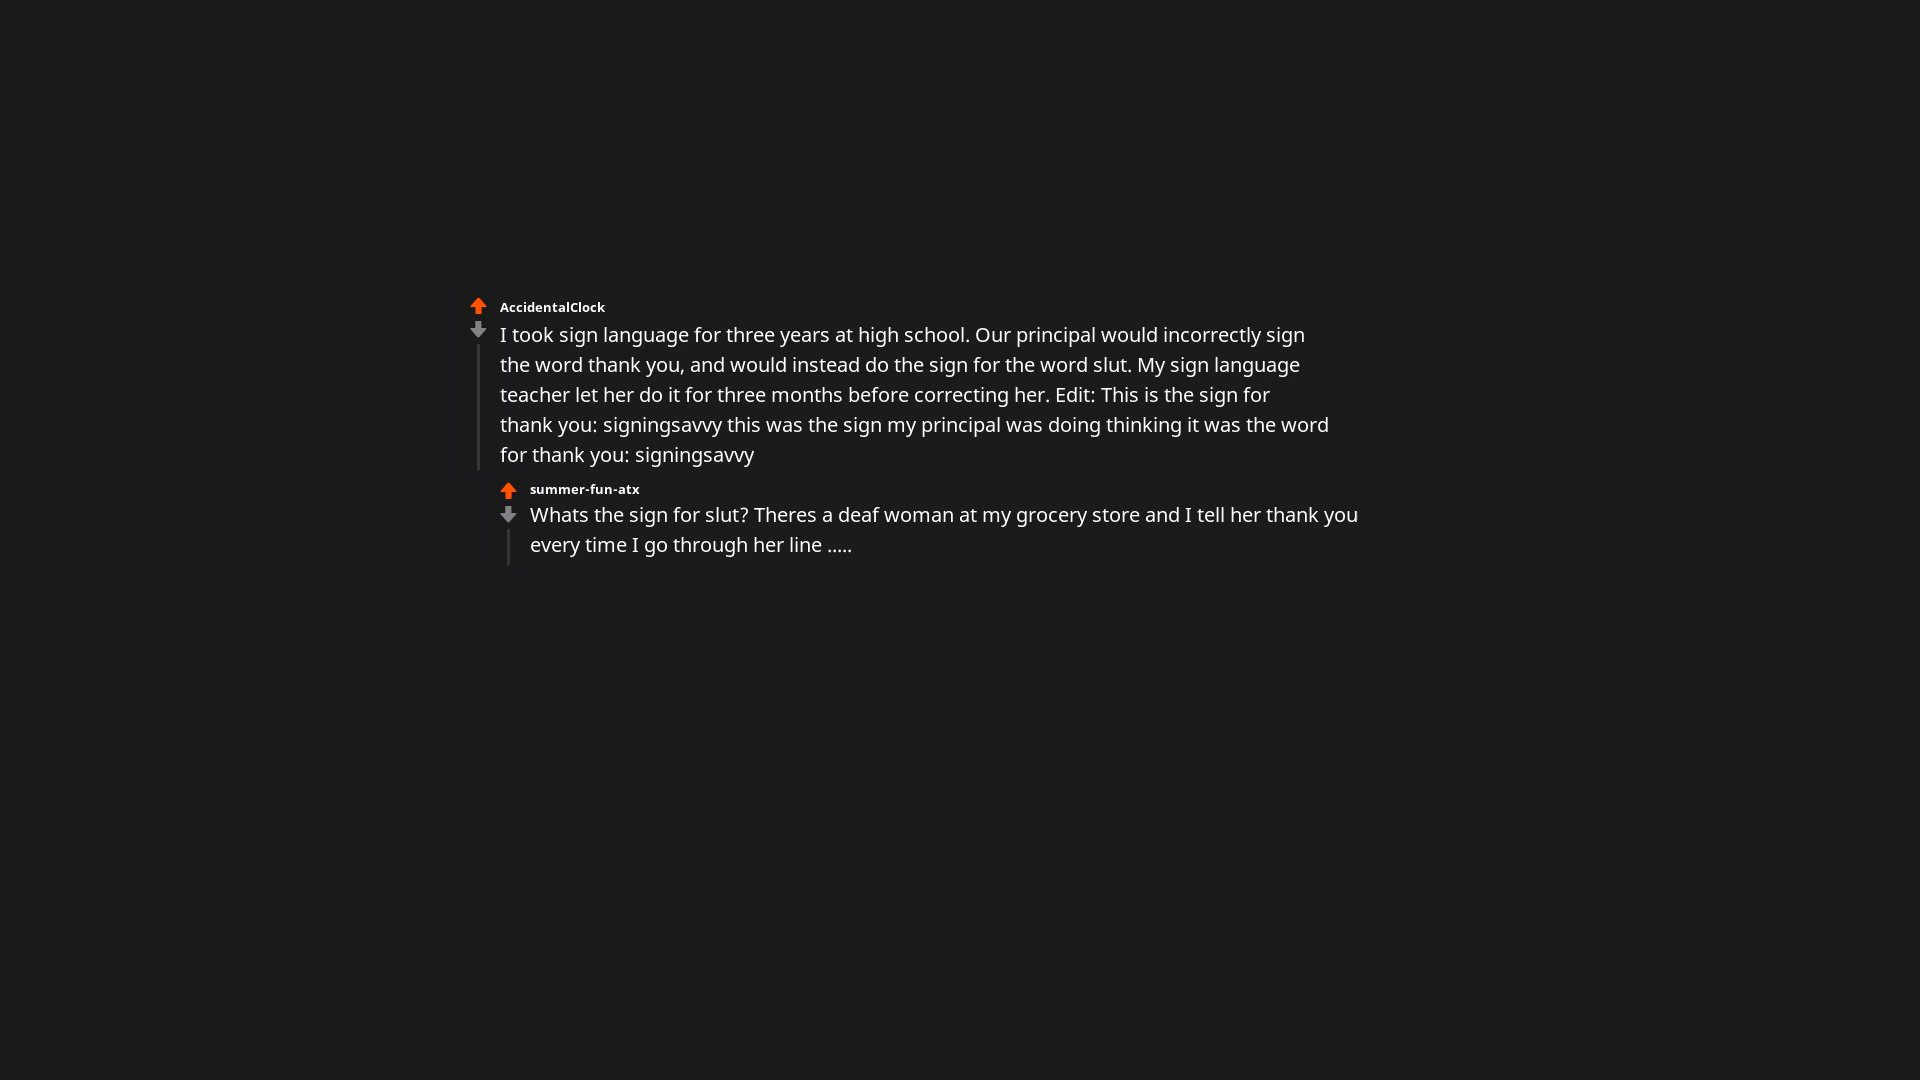 AccidentalClock
I took sign language for three years at high school. Our principal would incorrectly sign
the word thank you, and would instead do the sign for the word slut. My sign language
teacher let her do it for three months before correcting her. Edit: This is the sign for
thank you: signingsavvy this was the sign my principal was doing thinking it was the word
for thank you: signingsavvy
summer-fun-atx
Whats the sign for slut? Theres a deaf woman at my grocery store and I tell her thank you
every time I go through her line .....